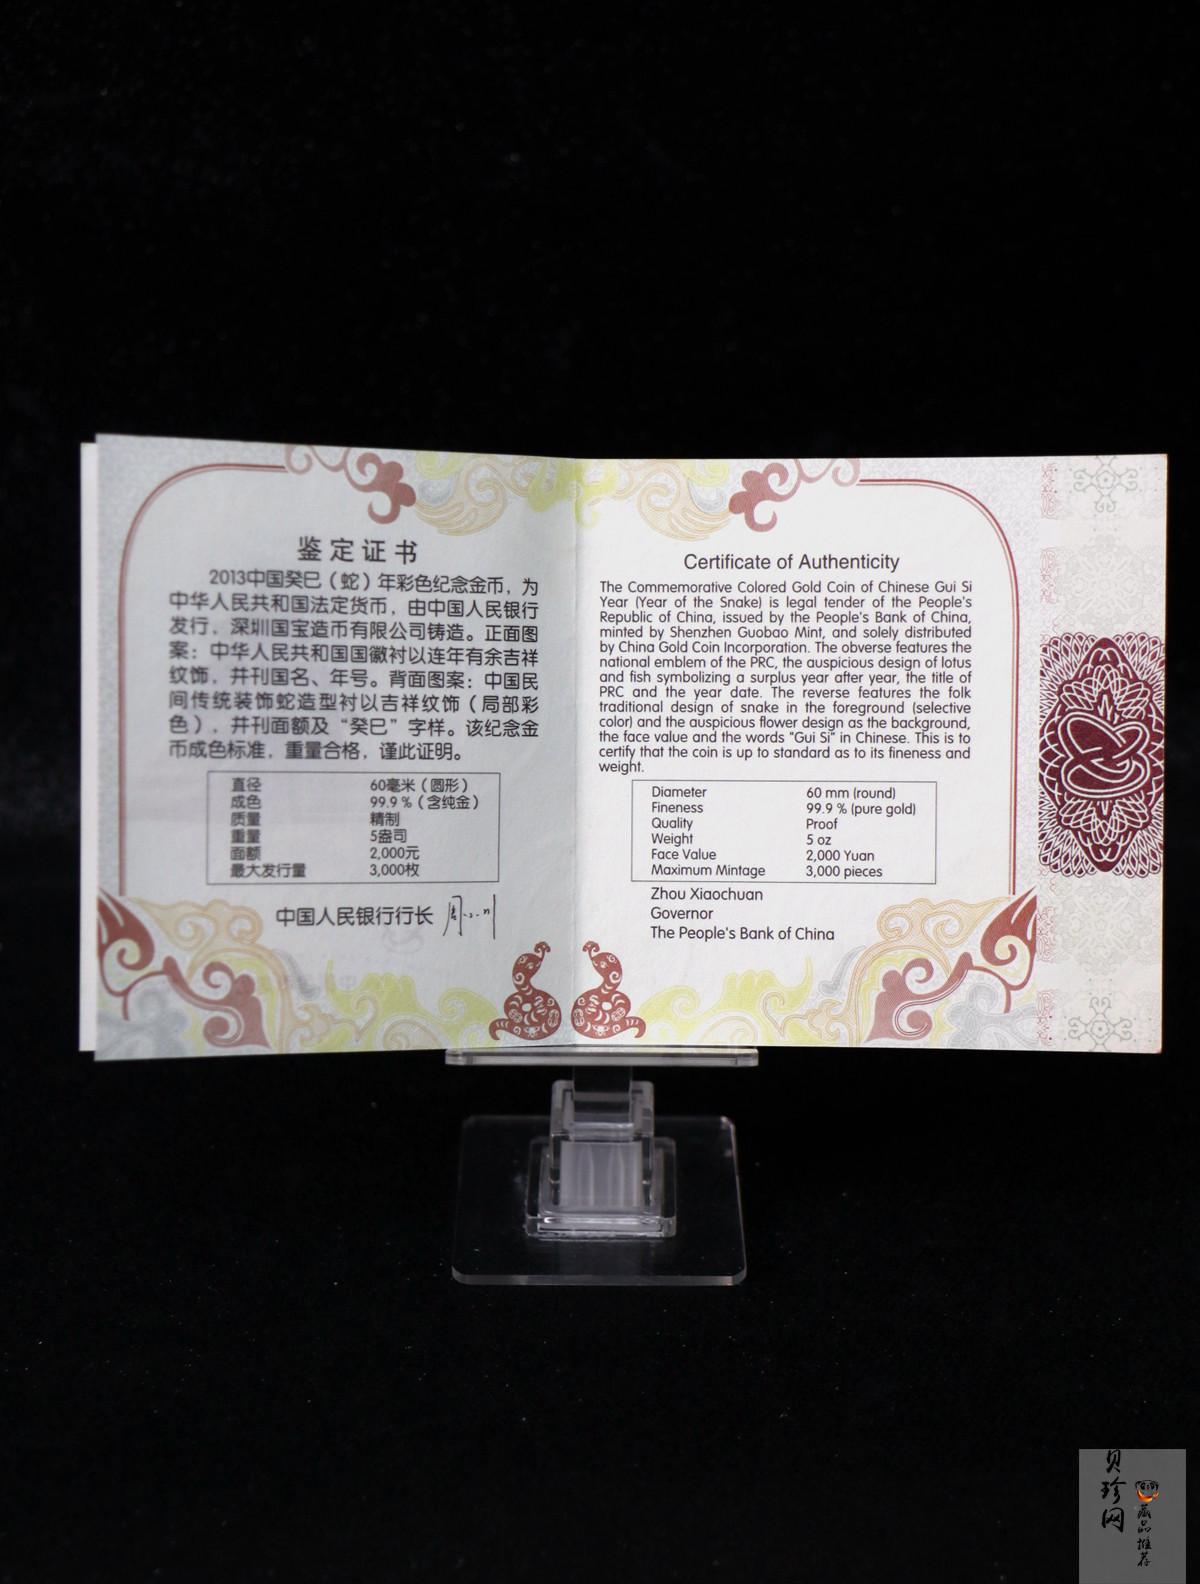 鉴定证书
2013中国癸巳（蛇）年彩色纪念金币，为
中华人民共和国法定货币，由中国人民银行
发行，深圳国宝造币有限公司铸造。正面图
案：中华人民共和国国徽衬以连年有余吉祥
纹饰，并刊国名、年号。背面图案：中国民
间传统装饰蛇造型衬以吉祥纹饰（局部彩
色），并刊面额及“癸巳”字样。该纪念金
币成色标准，重量合格，谨此证明。
直径 60毫米（圆形）
成色 99.9 %（含纯金）
质量 精制
重量 5盎司
面额 2,000元
最大发行量 3,000枚
中国人民银行行长
Certificate of Authenticity
The Commemorative Colored Gold Coin of Chinese Gui Si
Year (Year of the Snake) is legal tender of the People's
Republic of China, issued by the People's Bank of China,
minted by Shenzhen Guobao Mint, and solely distributed
by China Gold Coin Incorporation. The obverse features the
national emblem of the PRC, the auspicious design of lotus
and fish symbolizing a surplus year after year, the title of
PRC and the year date. The reverse features the folk
traditional design of snake in the foreground (selective
color) and the auspicious flower design as the background,
the face value and the words "Gui Si" in Chinese. This is to
certify that the coin is up to standard as to its fineness and
weight.
Diameter 60 mm (round)
Fineness 99.9 % (pure gold)
Quality Proof
Weight 5 oz
Face Value 2,000 Yuan
Maximum Mintage 3,000 pieces
Zhou Xiaochuan
Governor
The People's Bank of China
贝珍网
藏品推荐